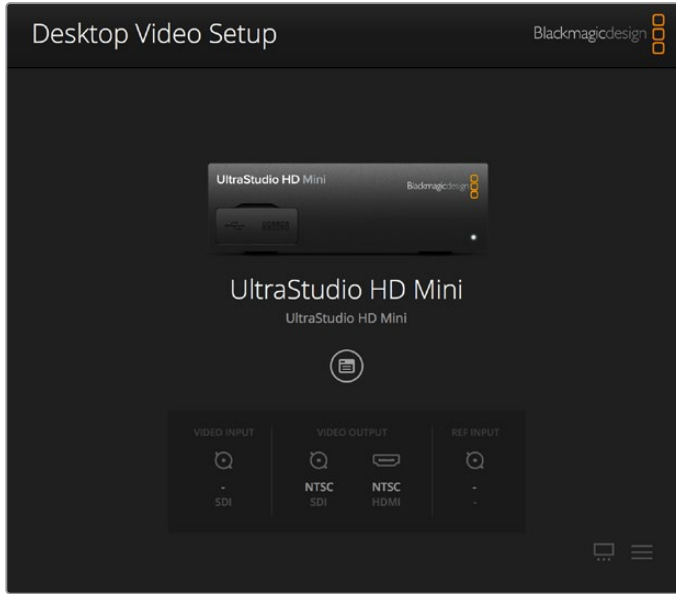 Desktop Video Setup
Blackmagicdesign
UltraStudio HD Mini
Blackmagicdesign
UltraStudio HD Mini
UltraStudio HD Mini
VIDEO INPUT VIDEO OUTPUT REF INPUT
- NTSC NTSC -
SDI SDI HDMI -